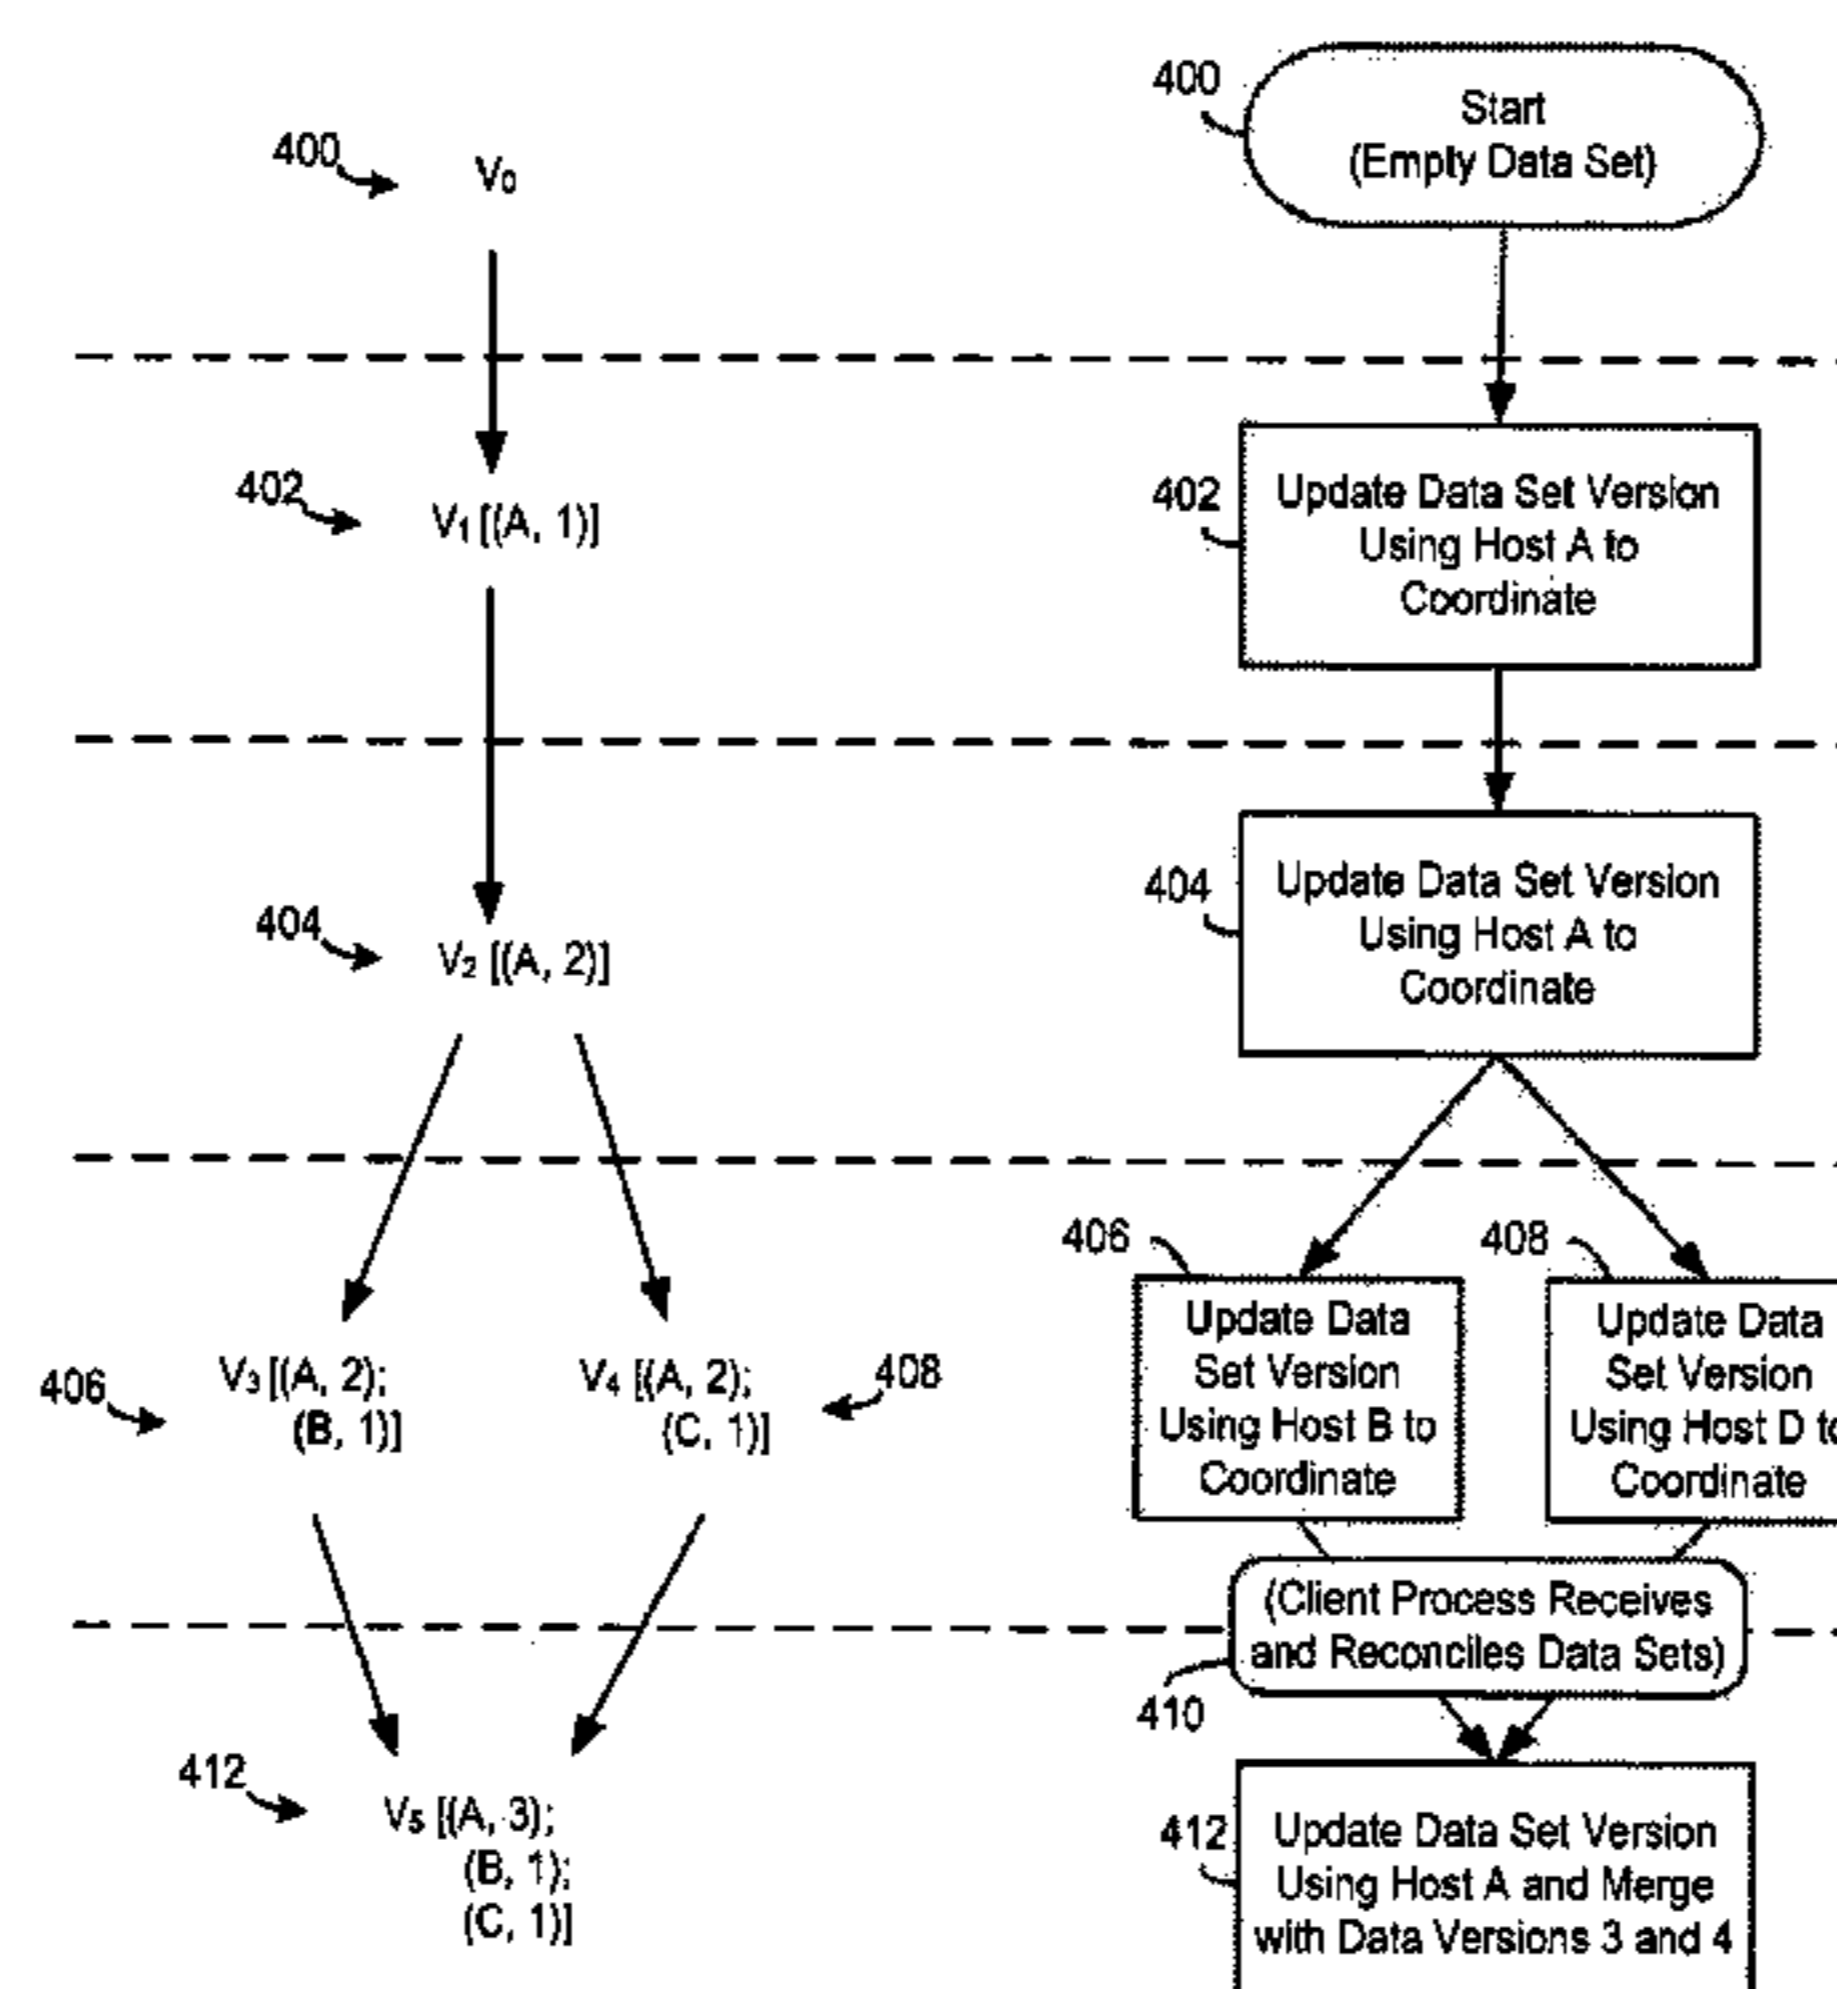 400
V0
402
V1 [(A, 1)]
404
V2 [(A, 2)]
406
V3 [(A, 2);
(B, 1)]
V4 [(A, 2);
(C, 1)]
408
412
V5 [(A, 3);
(B, 1);
(C, 1)]
400
Start
(Empty Data Set)
402
Update Data Set Version
Using Host A to
Coordinate
404
Update Data Set Version
Using Host A to
Coordinate
406
Update Data
Set Version
Using Host B to
Coordinate
408
Update Data
Set Version
Using Host D to
Coordinate
(Client Process Receives
and Reconciles Data Sets)
410
412
Update Data Set Version
Using Host A and Merge
with Data Versions 3 and 4